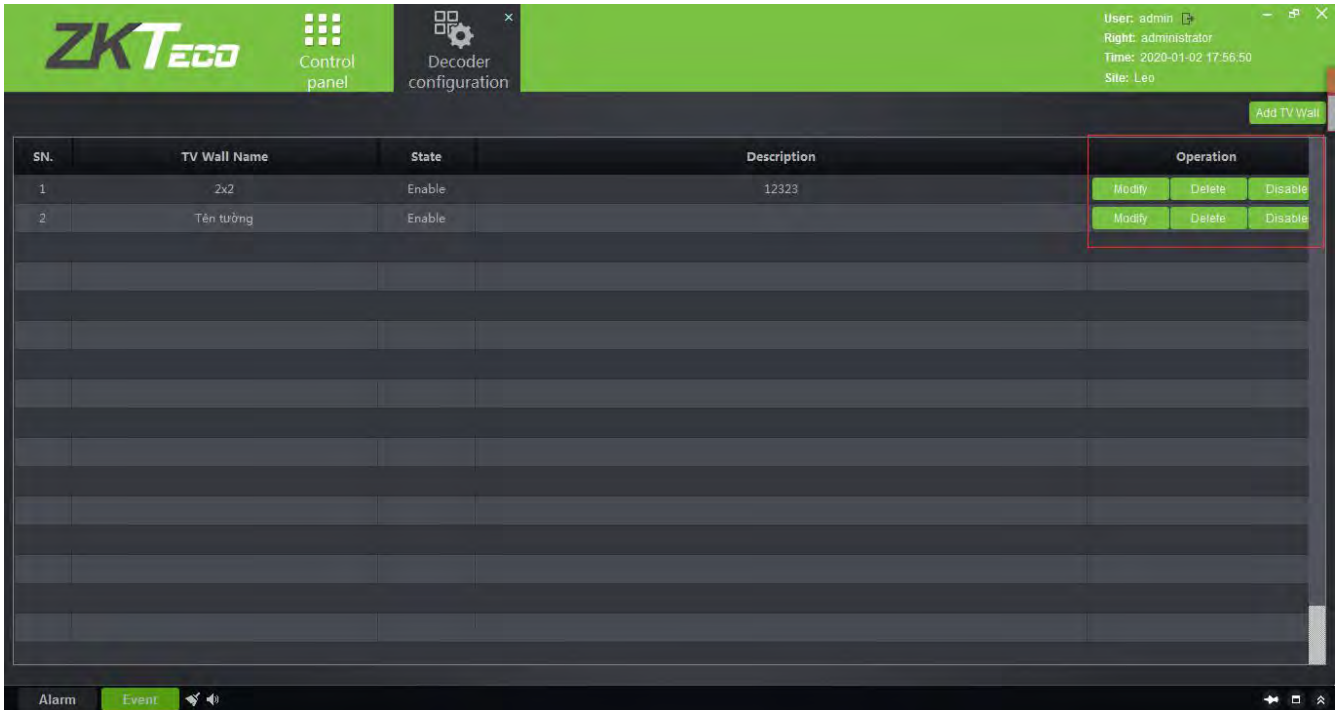 ZKTECO
Control
panel
Decoder
configuration
User: admin
Right: administrator
Time: 2020-01-02 17:56:50
Site: Leo
Add TV Wall
SN. TV Wall Name State Description Operation
1 2x2 Enable 12323 Modify Delete Disable
2 Tên tường Enable Modify Delete Disable
Alarm Event